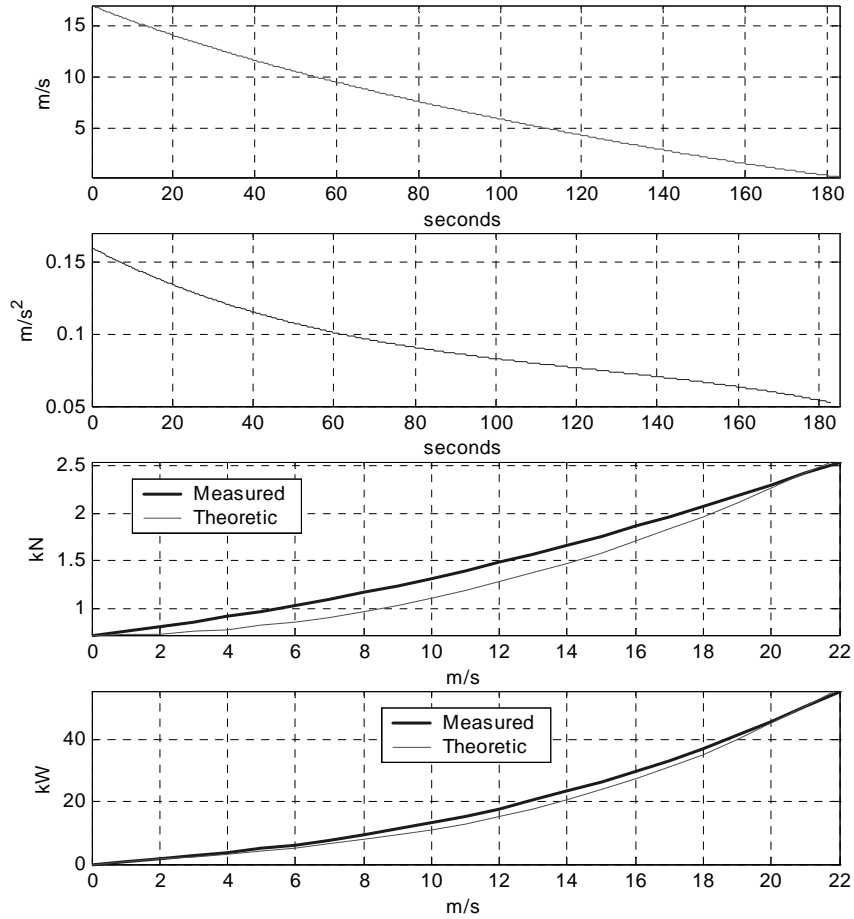 15
10
5
m/s
0 20 40 60 80 100 120 140 160 180
seconds
0.15
0.1
0.05
m/s²
0 20 40 60 80 100 120 140 160 180
seconds
2.5
2
1.5
1
kN
Measured
Theoretic
0 2 4 6 8 10 12 14 16 18 20 22
m/s
40
20
0
kW
Measured
Theoretic
0 2 4 6 8 10 12 14 16 18 20 22
m/s